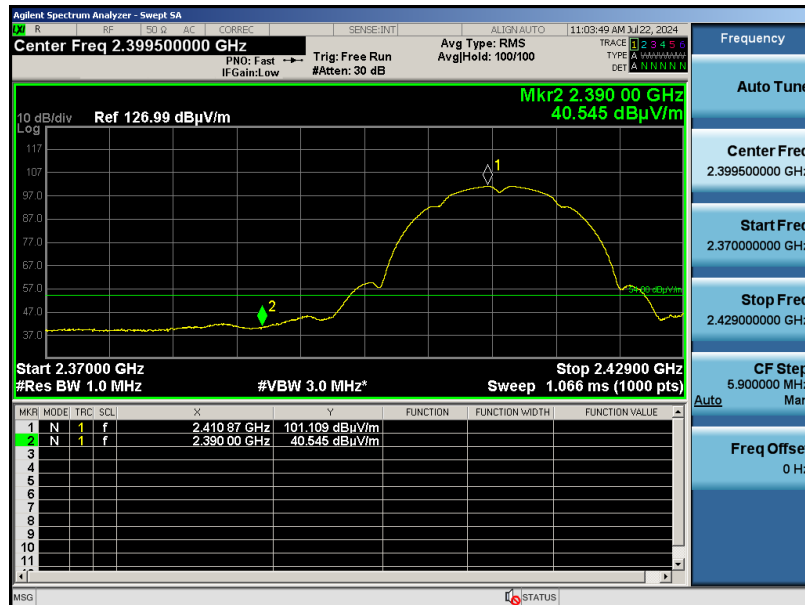 Agilent Spectrum Analyzer - Swept SA
LXI R RF 50 Ω AC CORREC SENSE:INT ALIGN AUTO 11:03:49 AM Jul 22, 2024
Center Freq 2.399500000 GHz
PNO: Fast
IFGain:Low
Trig: Free Run
#Atten: 30 dB
Avg Type: RMS
Avg|Hold: 100/100
TRACE 1 2 3 4 5 6
TYPE A WWWWW
DET A N N N N N
Mkr2 2.390 00 GHz
40.545 dBµV/m
10 dB/div Ref 126.99 dBµV/m
Log
117
107
97.0
87.0
77.0
67.0
57.0
47.0
37.0
1
2
54.00 dBµV/m
Start 2.37000 GHz Stop 2.42900 GHz
#Res BW 1.0 MHz #VBW 3.0 MHz* Sweep 1.066 ms (1000 pts)
MKR MODE TRC SCL X Y FUNCTION FUNCTION WIDTH FUNCTION VALUE
1 N 1 f 2.410 87 GHz 101.109 dBµV/m
2 N 1 f 2.390 00 GHz 40.545 dBµV/m
3
4
5
6
7
8
9
10
11
MSG STATUS
Frequency
Auto Tune
Center Freq
2.399500000 GHz
Start Freq
2.370000000 GHz
Stop Freq
2.429000000 GHz
CF Step
5.900000 MHz
Auto Man
Freq Offset
0 Hz